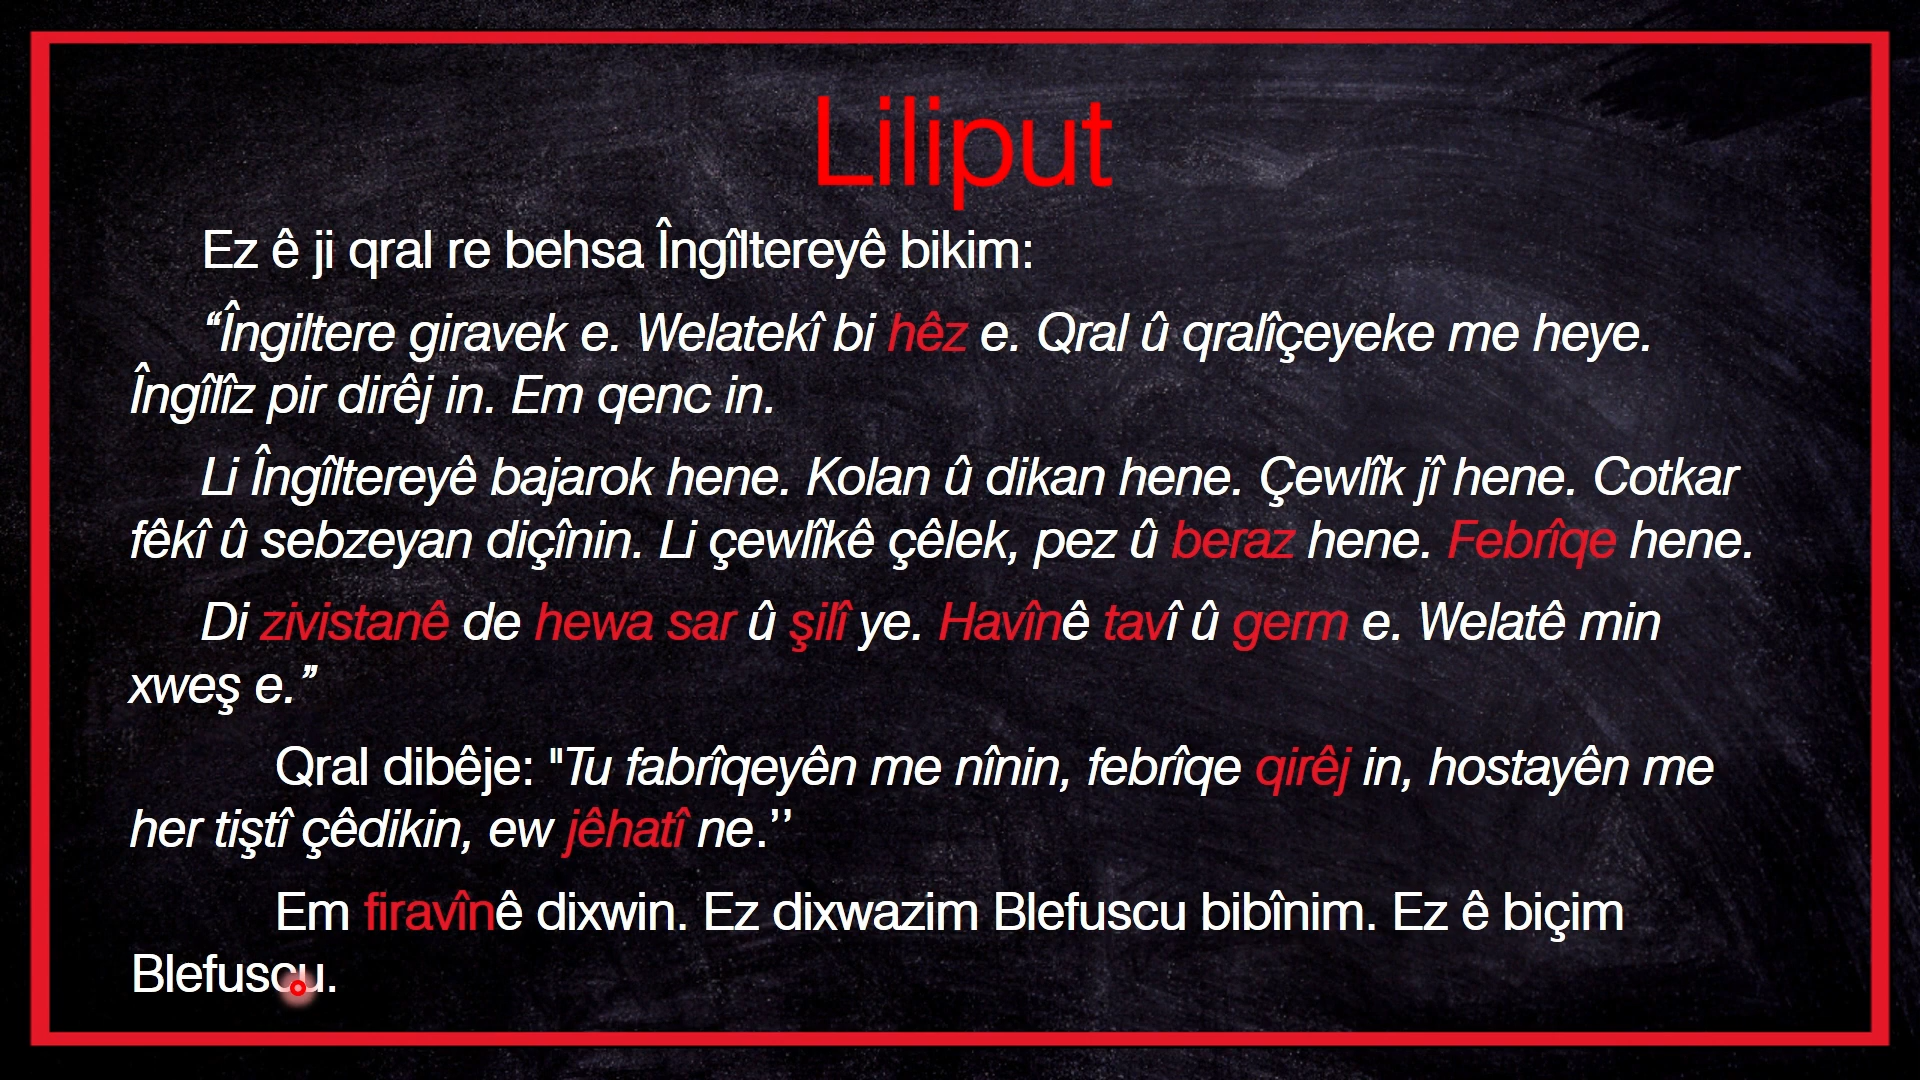 Liliput
Ez ê ji qral re behsa Îngîltereyê bikim:
“Îngiltere giravek e. Welatekî bi hêz e. Qral û qralîçeyeke me heye.
Îngîlîz pir dirêj in. Em qenc in.
Li Îngîltereyê bajarok hene. Kolan û dikan hene. Çewlîk jî hene. Cotkar
fêkî û sebzeyan diçînin. Li çewlîkê çêlek, pez û beraz hene. Febrîqe hene.
Di zivistanê de hewa sar û şilî ye. Havînê tavî û germ e. Welatê min
xweş e.”
Qral dibêje: "Tu fabrîqeyên me nînin, febrîqe qirêj in, hostayên me
her tiştî çêdikin, ew jêhatî ne.’’
Em firavînê dixwin. Ez dixwazim Blefuscu bibînim. Ez ê biçim
Blefuscu.